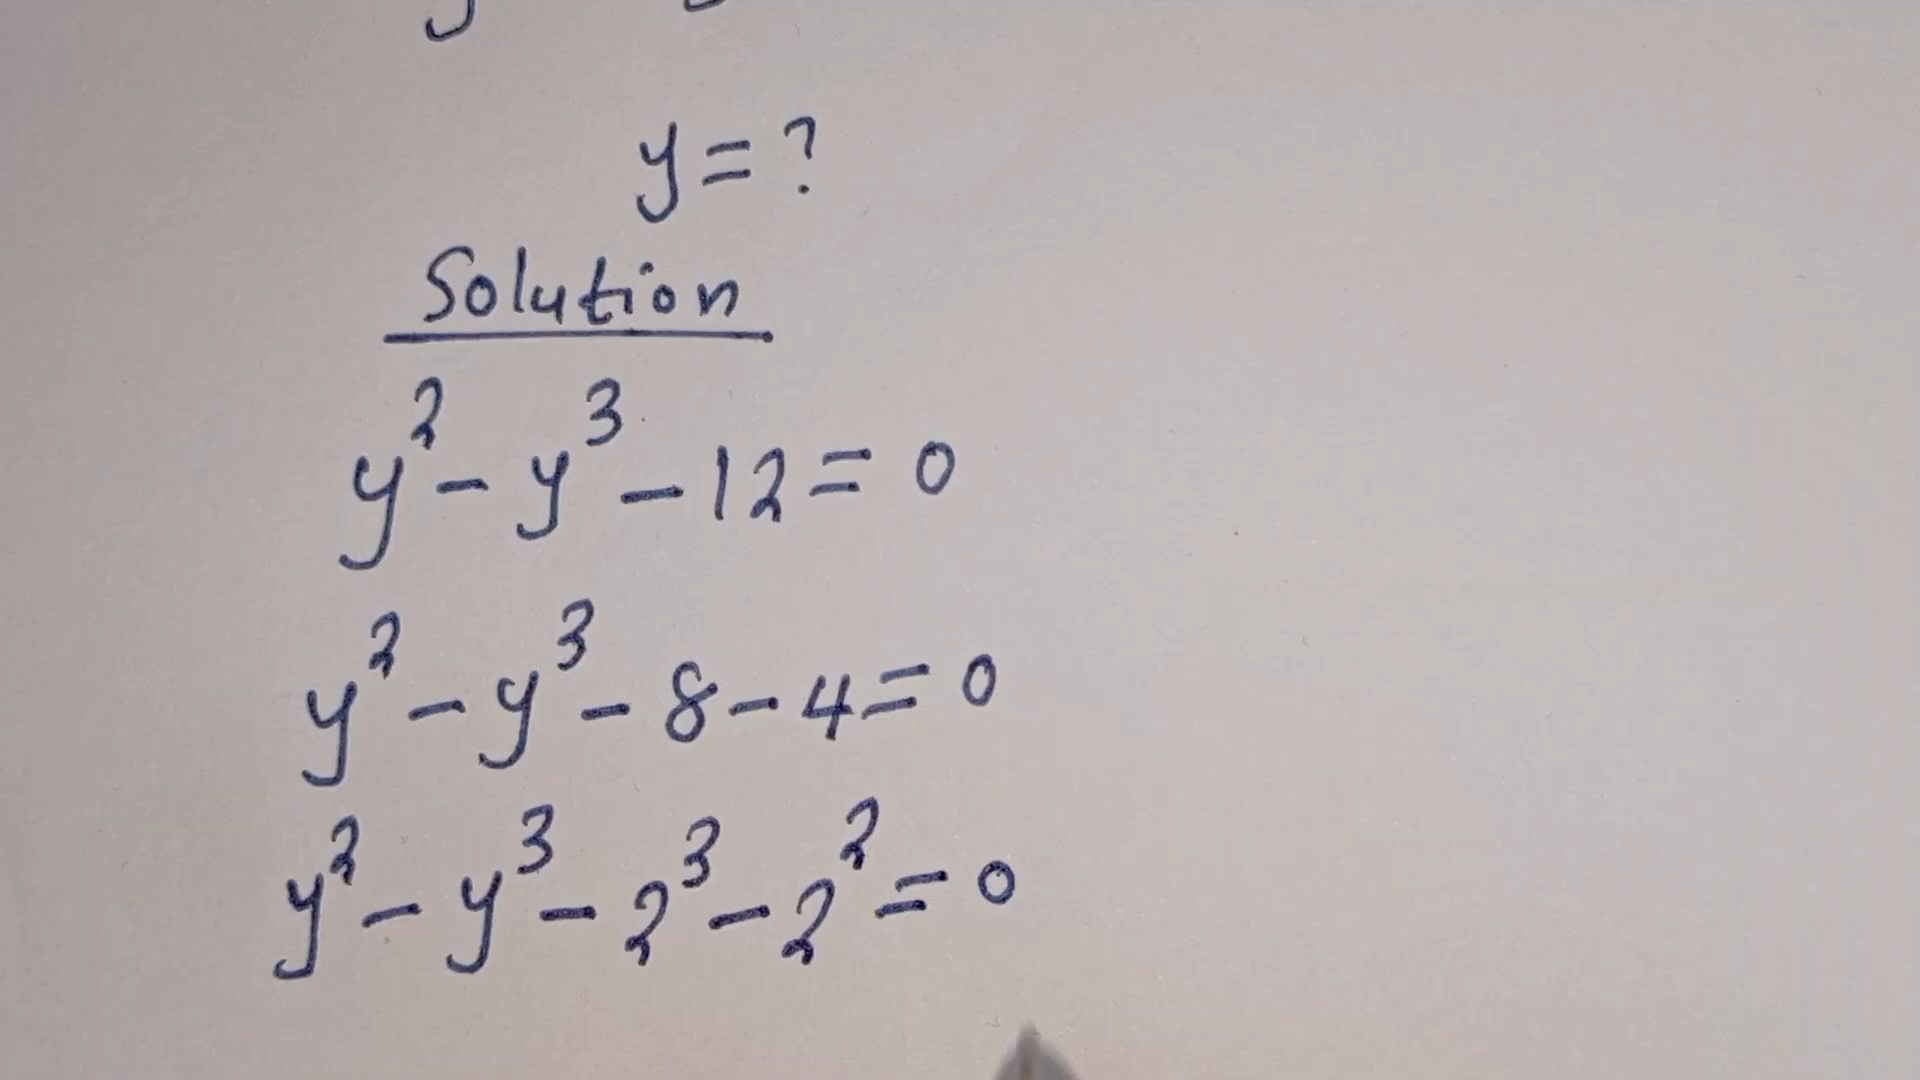 y = ?
Solution
y² - y³ - 12 = 0
y² - y³ - 8 - 4 = 0
y² - y³ - 2³ - 2² = 0